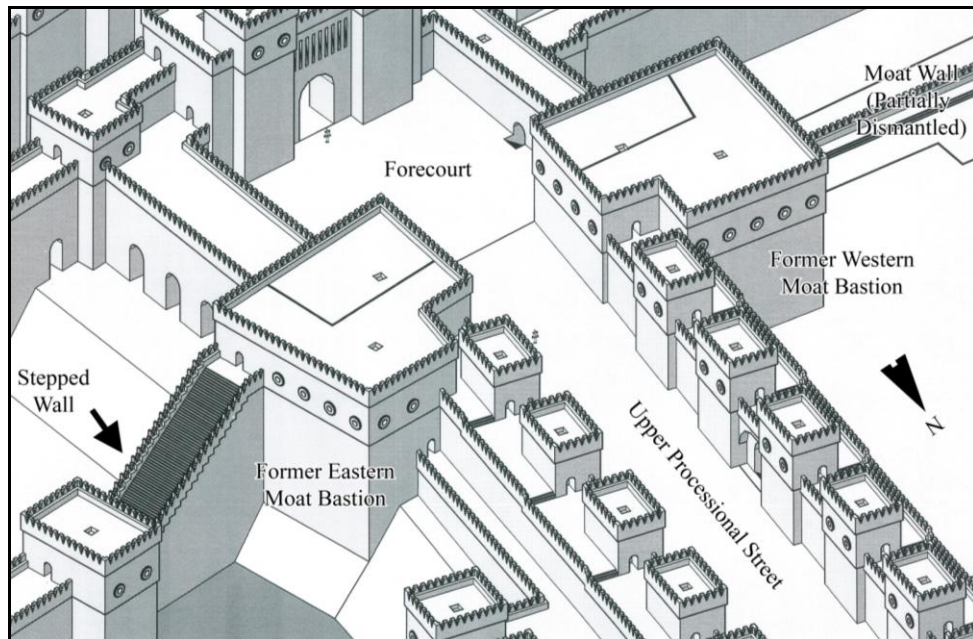 Moat Wall
(Partially
Dismantled)
Forecourt
Former Western
Moat Bastion
Stepped
Wall
Former Eastern
Moat Bastion
Upper Processional Street
N